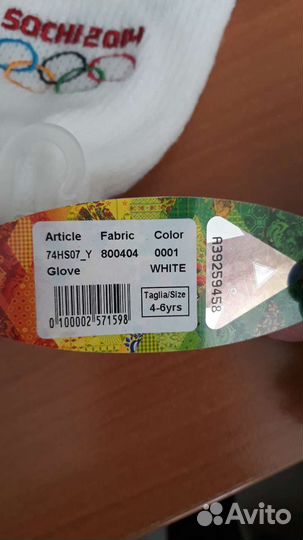 SOCHI 2014
Article Fabric Color
74HS07_Y 800404 0001
Glove WHITE
Taglia/Size
4-6yrs
0 100002 571598
A39259458
Avito